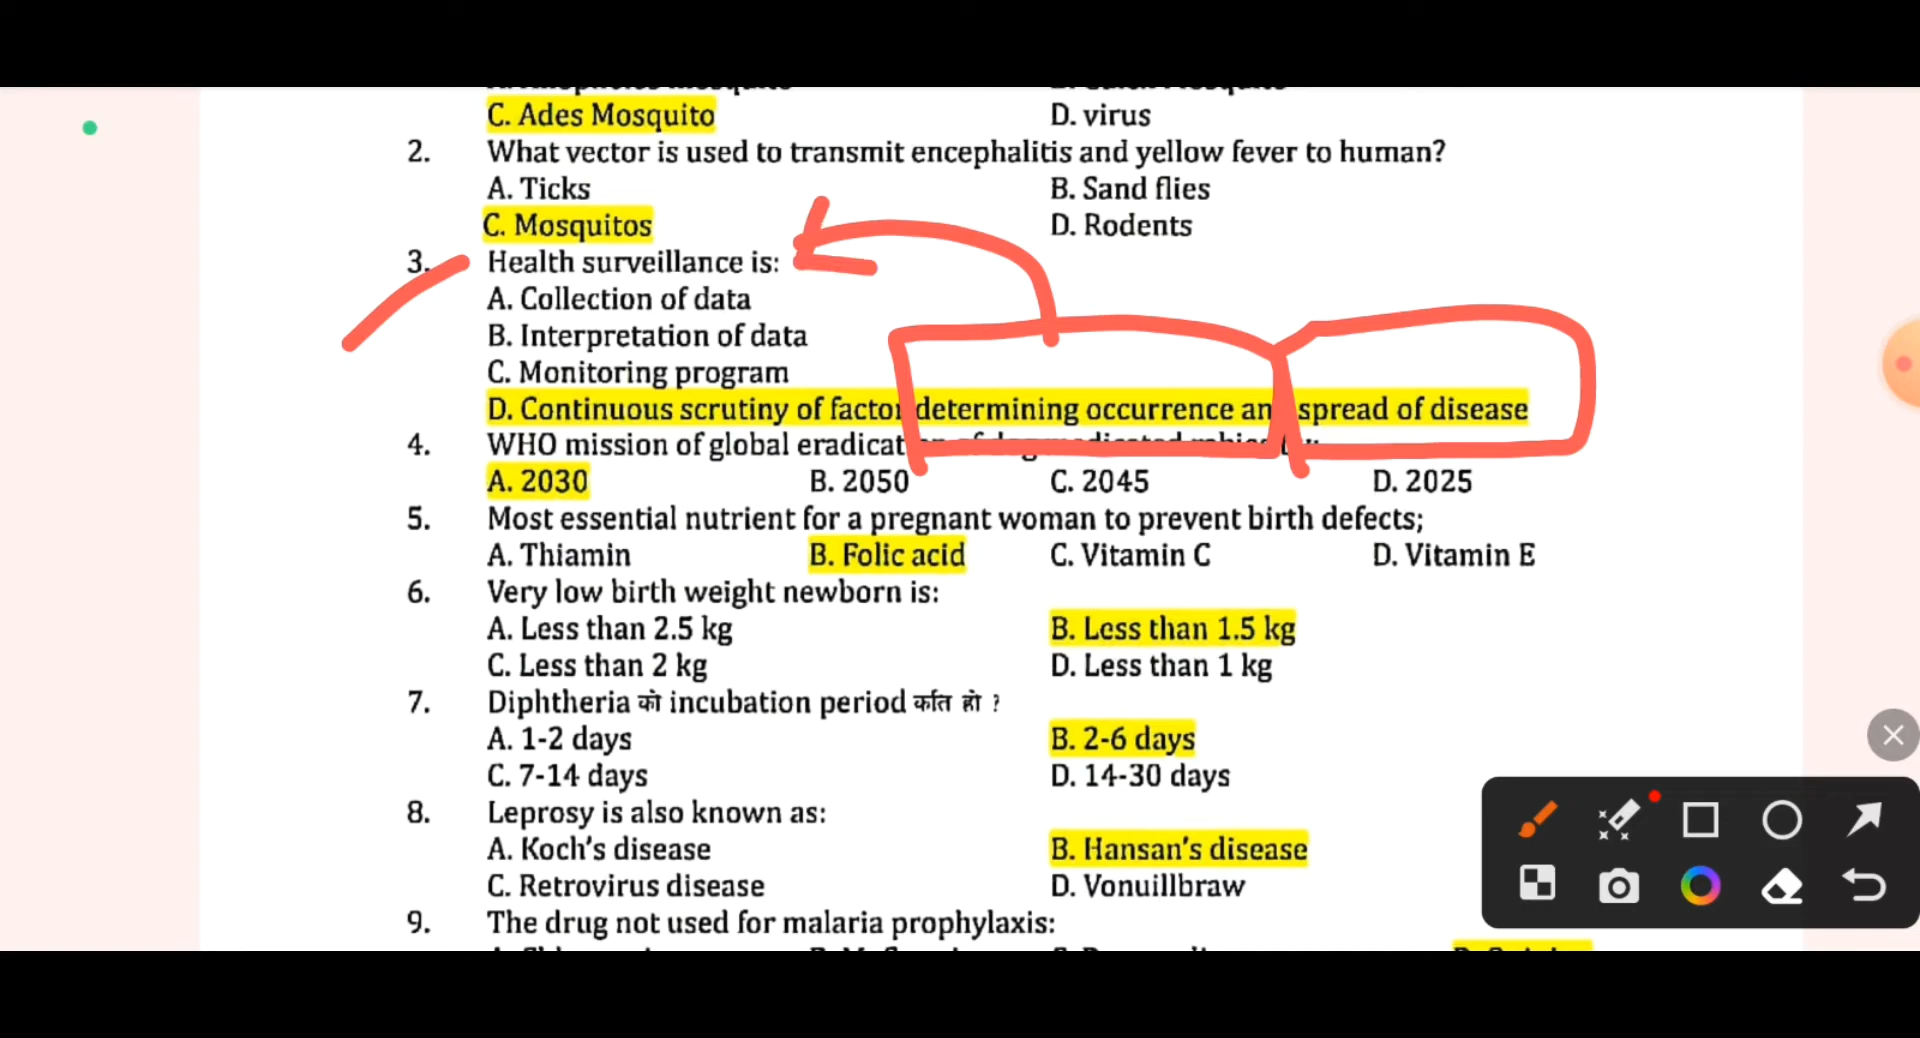 C. Ades Mosquito D. virus
2. What vector is used to transmit encephalitis and yellow fever to human?
A. Ticks B. Sand flies
C. Mosquitos D. Rodents
3. Health surveillance is:
A. Collection of data
B. Interpretation of data
C. Monitoring program
D. Continuous scrutiny of factor determining occurrence an spread of disease
4. WHO mission of global eradicat
A. 2030 B. 2050 C. 2045 D. 2025
5. Most essential nutrient for a pregnant woman to prevent birth defects;
A. Thiamin B. Folic acid C. Vitamin C D. Vitamin E
6. Very low birth weight newborn is:
A. Less than 2.5 kg B. Less than 1.5 kg
C. Less than 2 kg D. Less than 1 kg
7. Diphtheria को incubation period कति हो ?
A. 1-2 days B. 2-6 days
C. 7-14 days D. 14-30 days
8. Leprosy is also known as:
A. Koch's disease B. Hansan's disease
C. Retrovirus disease D. Vonuillbraw
9. The drug not used for malaria prophylaxis: